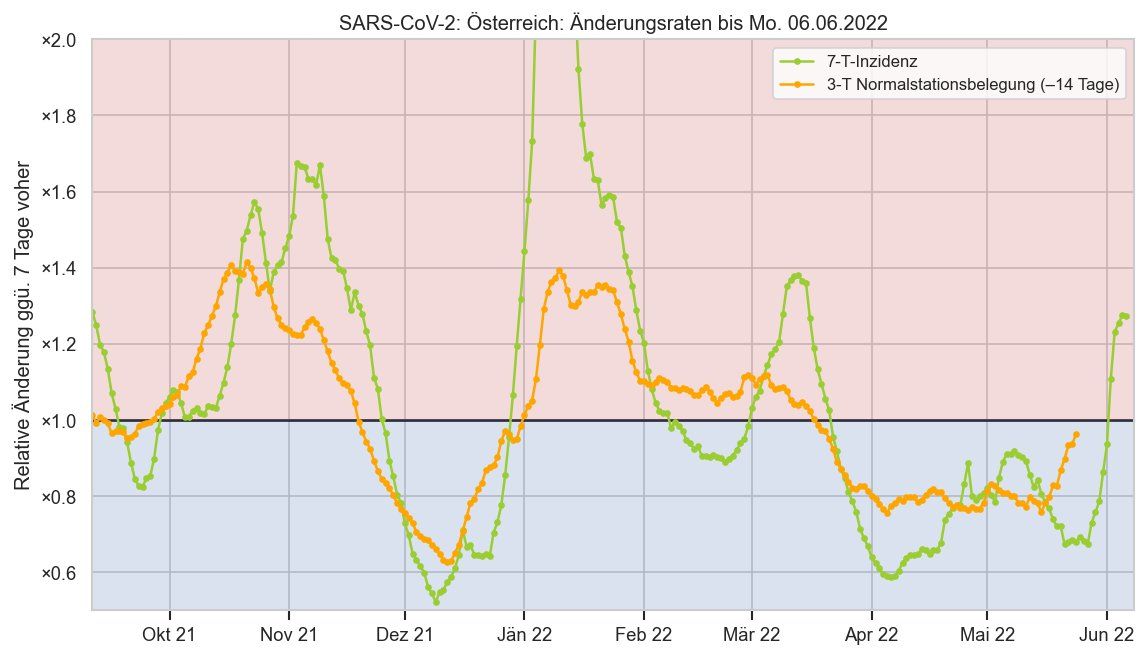 SARS-CoV-2: Österreich: Änderungsraten bis Mo. 06.06.2022
×2.0
×1.8
×1.6
×1.4
×1.2
×1.0
×0.8
×0.6
Relative Änderung ggü. 7 Tage voher
7-T-Inzidenz
3-T Normalstationsbelegung (–14 Tage)
Okt 21 Nov 21 Dez 21 Jän 22 Feb 22 Mär 22 Apr 22 Mai 22 Jun 22